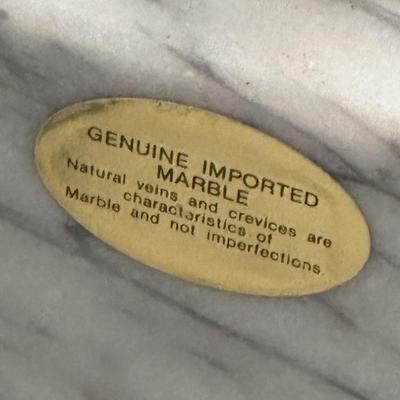 GENUINE IMPORTED
MARBLE
Natural veins and crevices are
characteristics of
Marble and not imperfections.